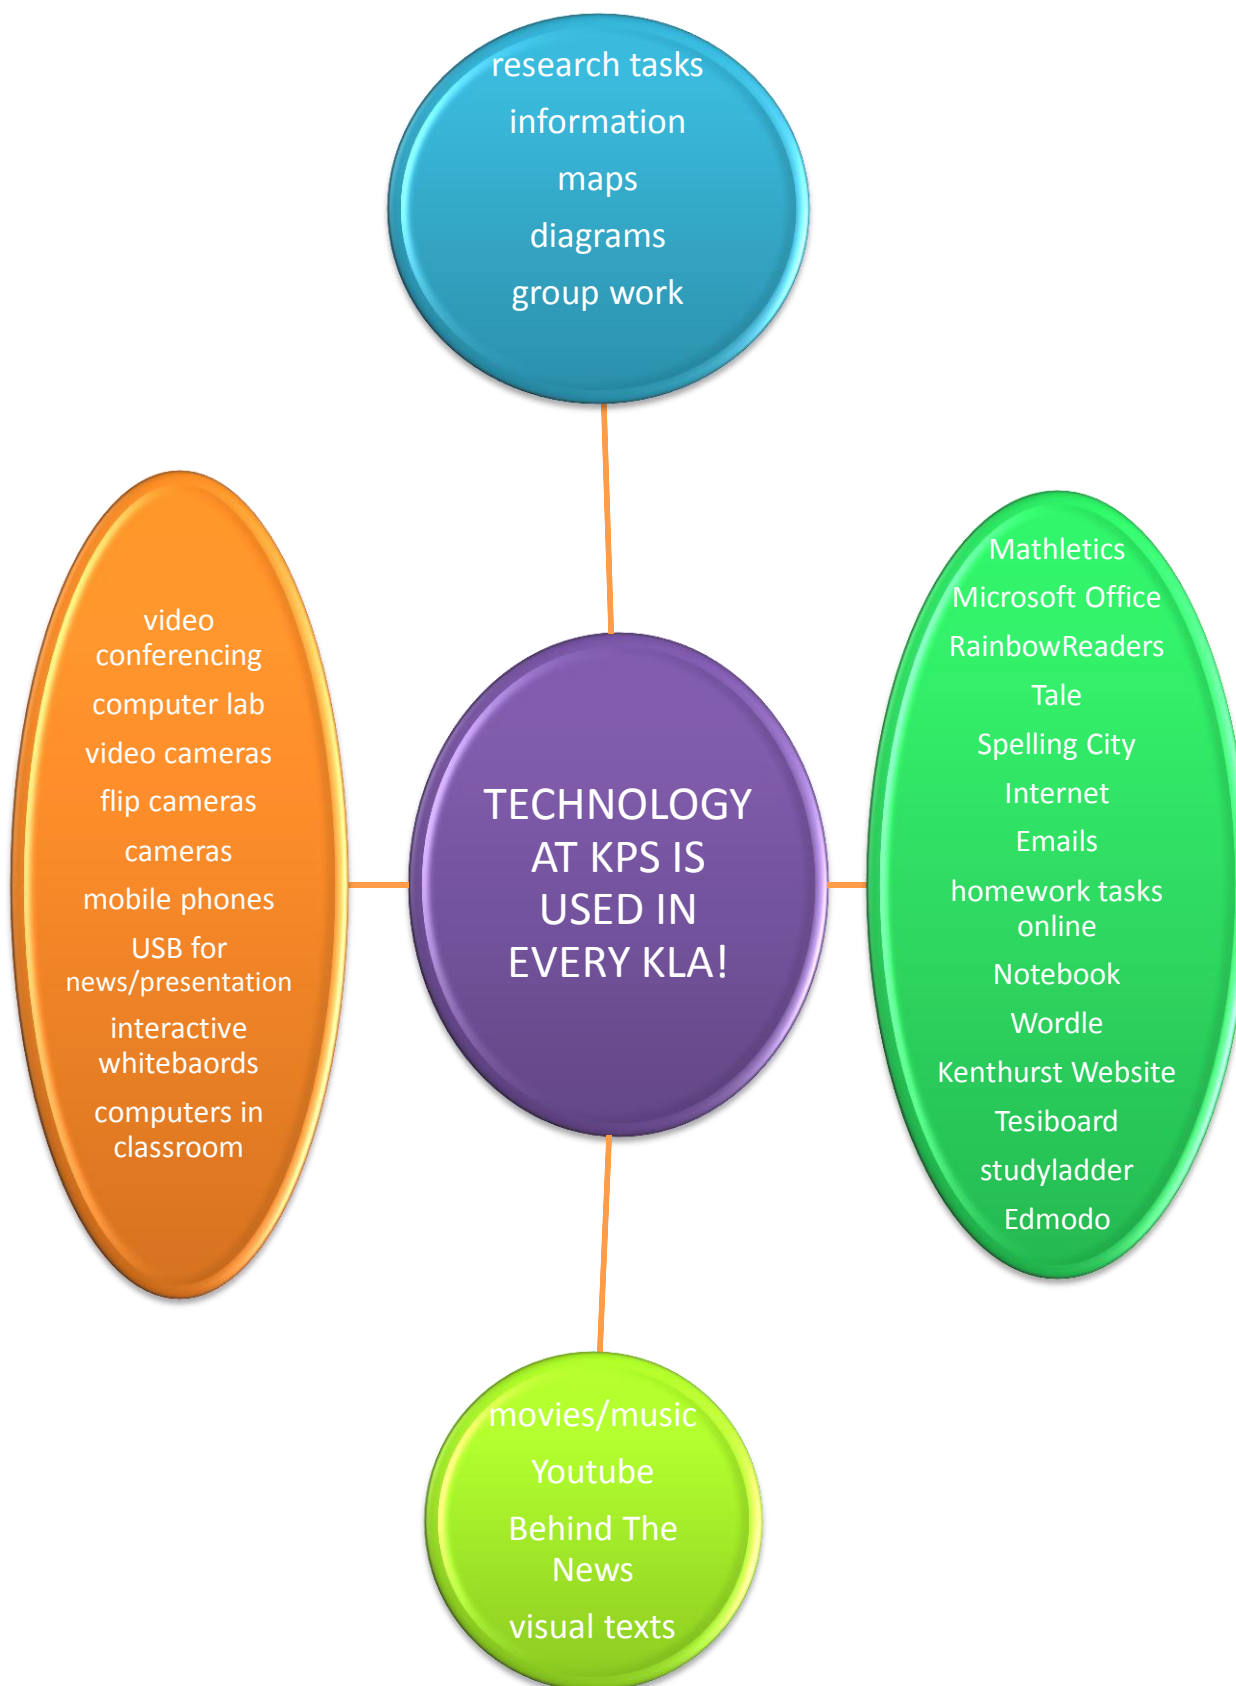 research tasks
information
maps
diagrams
group work
video
conferencing
computer lab
video cameras
flip cameras
cameras
mobile phones
USB for
news/presentation
interactive
whitebaords
computers in
classroom
TECHNOLOGY
AT KPS IS
USED IN
EVERY KLA!
Mathletics
Microsoft Office
RainbowReaders
Tale
Spelling City
Internet
Emails
homework tasks
online
Notebook
Wordle
Kenthurst Website
Tesiboard
studyladder
Edmodo
movies/music
Youtube
Behind The
News
visual texts